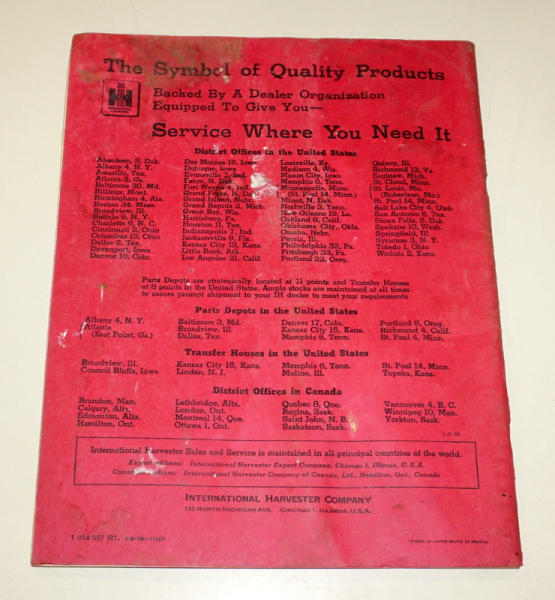 The Symbol of Quality Products
IH
Backed By A Dealer Organization
Equipped To Give You—
Service Where You Need It
District Offices in the United States
Aberdeen, S. Dak.
Albany 4, N. Y.
Amarillo, Tex.
Atlanta 3, Ga.
Baltimore 30, Md.
Billings, Mont.
Birmingham 4, Ala.
Boston 34, Mass.
Broadview, Ill.
Buffalo 5, N. Y.
Charlotte 6, N. C.
Cincinnati 2, Ohio
Columbus 15, Ohio
Dallas 2, Tex.
Davenport, Iowa
Denver 16, Colo.
Des Moines 16, Iowa
Dubuque, Iowa
Evansville 7, Ind.
Fargo, N. Dak.
Fort Wayne 4, Ind.
Grand Forks, N. Dak.
Grand Island, Nebr.
Grand Rapids 2, Mich.
Green Bay, Wis.
Harrisburg, Pa.
Houston 11, Tex.
Indianapolis 7, Ind.
Jacksonville 9, Fla.
Kansas City 18, Kans.
Little Rock, Ark.
Los Angeles 21, Calif.
Louisville, Ky.
Madison 4, Wis.
Mason City, Iowa
Memphis 6, Tenn.
Minneapolis, Minn.
(St. Paul 14, Minn.)
Minot, N. Dak.
Nashville 3, Tenn.
New Orleans 19, La.
Oakland 8, Calif.
Oklahoma City, Okla.
Omaha, Nebr.
Peoria, Ill.
Philadelphia 32, Pa.
Pittsburgh 33, Pa.
Portland 22, Oreg.
Quincy, Ill.
Richmond 13, Va.
Saginaw, Mich.
St. Cloud, Minn.
St. Louis, Mo.
(Robertson, Mo.)
St. Paul 14, Minn.
Salt Lake City 4, Utah
San Antonio 6, Tex.
Sioux Falls, S. Dak.
Spokane 10, Wash.
Springfield, Ill.
Syracuse 3, N. Y.
Toledo 1, Ohio
Wichita 2, Kans.
Parts Depots are strategically located at 11 points and Transfer Houses
at 8 points in the United States. Ample stocks are maintained at all times
to assure prompt shipment to your IH dealer to meet your requirements.
Parts Depots in the United States
Albany 4, N. Y.
Atlanta
(East Point, Ga.)
Baltimore 3, Md.
Broadview, Ill.
Dallas, Tex.
Denver 17, Colo.
Kansas City 15, Kans.
Memphis 6, Tenn.
Portland 8, Oreg.
Richmond 4, Calif.
St. Paul 4, Minn.
Transfer Houses in the United States
Broadview, Ill.
Council Bluffs, Iowa
Kansas City 18, Kans.
Linden, N. J.
Memphis 6, Tenn.
Moline, Ill.
St. Paul 14, Minn.
Topeka, Kans.
District Offices in Canada
Brandon, Man.
Calgary, Alta.
Edmonton, Alta.
Hamilton, Ont.
Lethbridge, Alta.
London, Ont.
Montreal 14, Que.
Ottawa 1, Ont.
Quebec 8, Que.
Regina, Sask.
Saint John, N. B.
Saskatoon, Sask.
Vancouver 4, B. C.
Winnipeg 10, Man.
Yorkton, Sask.
International Harvester Sales and Service is maintained in all principal countries of the world.
Export address: International Harvester Export Company, Chicago 1, Illinois, U. S. A.
Canadian address: International Harvester Company of Canada, Ltd., Hamilton, Ont., Canada
INTERNATIONAL HARVESTER COMPANY
180 NORTH MICHIGAN AVE. CHICAGO 1, ILLINOIS, U.S.A.
1 014 951 R1.
PRINTED IN UNITED STATES OF AMERICA